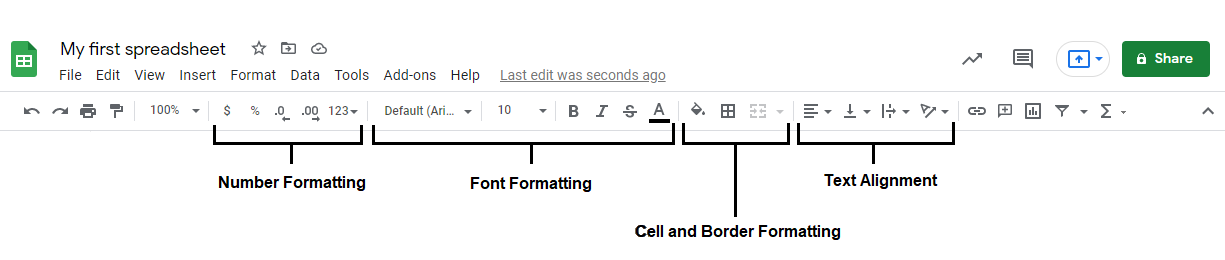 My first spreadsheet
File Edit View Insert Format Data Tools Add-ons Help Last edit was seconds ago
Share
100% $ % .0 .00 123 Default (Ari... 10 B I S A Σ
Number Formatting
Font Formatting
Text Alignment
Cell and Border Formatting